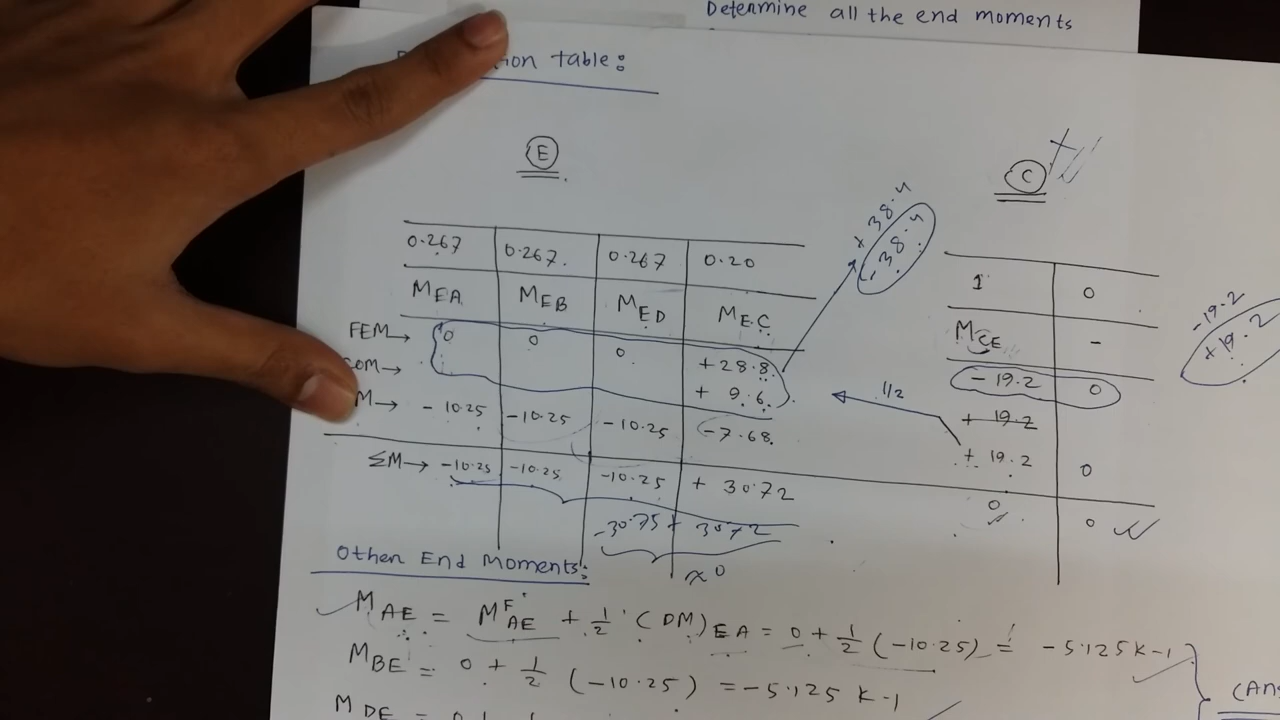 Determine all the end moments
table:
E
C
+ 38.4
- 38.4
0.267 0.267. 0.267 0.20
1 0
MEA MEB MED MEC
MCE -
- 19.2
+ 19.2
FEM→ 0 0 0. +28.8
- 19.2 0
+ 9.6
1/2
+ 19.2
M→ - 10.25 -10.25 -10.25 -7.68
+ 19.2 0
ΣM→ -10.25 -10.25 -10.25 + 30.72
0 0
-30.75 + 30.72
≈ 0
Other End Moments:
MAE = M^F AE + 1/2 (DM)EA = 0 + 1/2 (-10.25) = -5.125 K-1
MBE = 0 + 1/2 (-10.25) = -5.125 K-1
(Ans
MDE =